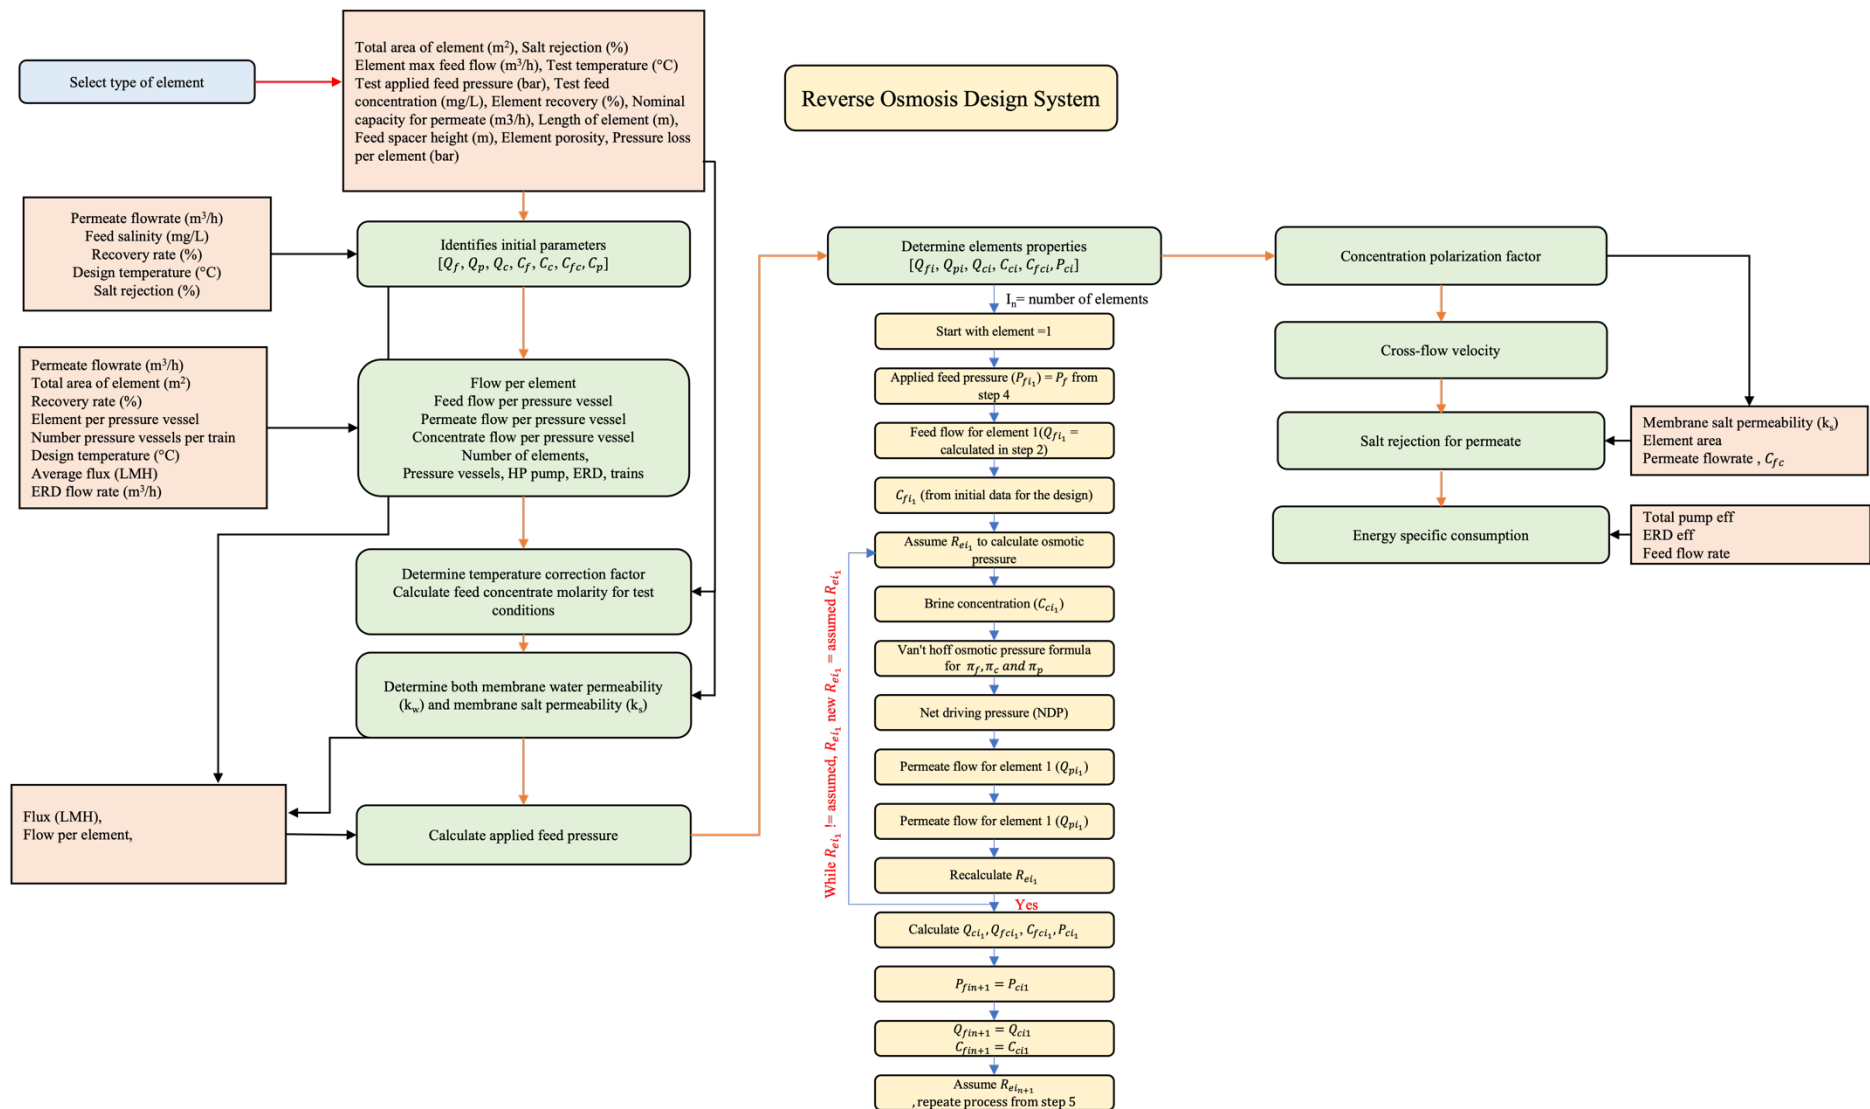 Select type of element
Total area of element (m²), Salt rejection (%)
Element max feed flow (m³/h), Test temperature (°C)
Test applied feed pressure (bar), Test feed
concentration (mg/L), Element recovery (%), Nominal
capacity for permeate (m3/h), Length of element (m),
Feed spacer height (m), Element porosity, Pressure loss
per element (bar)
Reverse Osmosis Design System
Permeate flowrate (m³/h)
Feed salinity (mg/L)
Recovery rate (%)
Design temperature (°C)
Salt rejection (%)
Identifies initial parameters
[Q_f, Q_p, Q_c, C_f, C_c, C_fc, C_p]
Permeate flowrate (m³/h)
Total area of element (m²)
Recovery rate (%)
Element per pressure vessel
Number pressure vessels per train
Design temperature (°C)
Average flux (LMH)
ERD flow rate (m³/h)
Flow per element
Feed flow per pressure vessel
Permeate flow per pressure vessel
Concentrate flow per pressure vessel
Number of elements,
Pressure vessels, HP pump, ERD, trains
Determine temperature correction factor
Calculate feed concentrate molarity for test
conditions
Determine both membrane water permeability
(k_w) and membrane salt permeability (k_s)
Flux (LMH),
Flow per element,
Calculate applied feed pressure
Determine elements properties
[Q_fi, Q_pi, Q_ci, C_ci, C_fci, P_ci]
I_n= number of elements
Start with element =1
Applied feed pressure (P_fi₁) = P_f from
step 4
Feed flow for element 1(Q_fi₁ =
calculated in step 2)
C_fi₁ (from initial data for the design)
Assume R_ei₁ to calculate osmotic
pressure
Brine concentration (C_ci₁)
Van't hoff osmotic pressure formula
for π_f, π_c and π_p
Net driving pressure (NDP)
Permeate flow for element 1 (Q_pi₁)
Permeate flow for element 1 (Q_pi₁)
Recalculate R_ei₁
While R_ei₁ != assumed, R_ei₁ new R_ei₁ = assumed R_ei₁
Yes
Calculate Q_ci₁, Q_fci₁, C_fci₁, P_ci₁
P_fin+1 = P_ci1
Q_fin+1 = Q_ci1
C_fin+1 = C_ci1
Assume R_ei_n+1
, repeate process from step 5
Concentration polarization factor
Cross-flow velocity
Salt rejection for permeate
Membrane salt permeability (k_s)
Element area
Permeate flowrate , C_fc
Energy specific consumption
Total pump eff
ERD eff
Feed flow rate